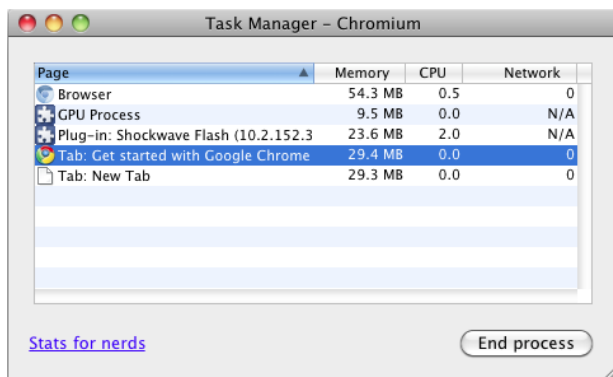 Task Manager – Chromium
Page Memory CPU Network
Browser 54.3 MB 0.5 0
GPU Process 9.5 MB 0.0 N/A
Plug-in: Shockwave Flash (10.2.152.3 23.6 MB 2.0 N/A
Tab: Get started with Google Chrome 29.4 MB 0.0 0
Tab: New Tab 29.3 MB 0.0 0
Stats for nerds End process